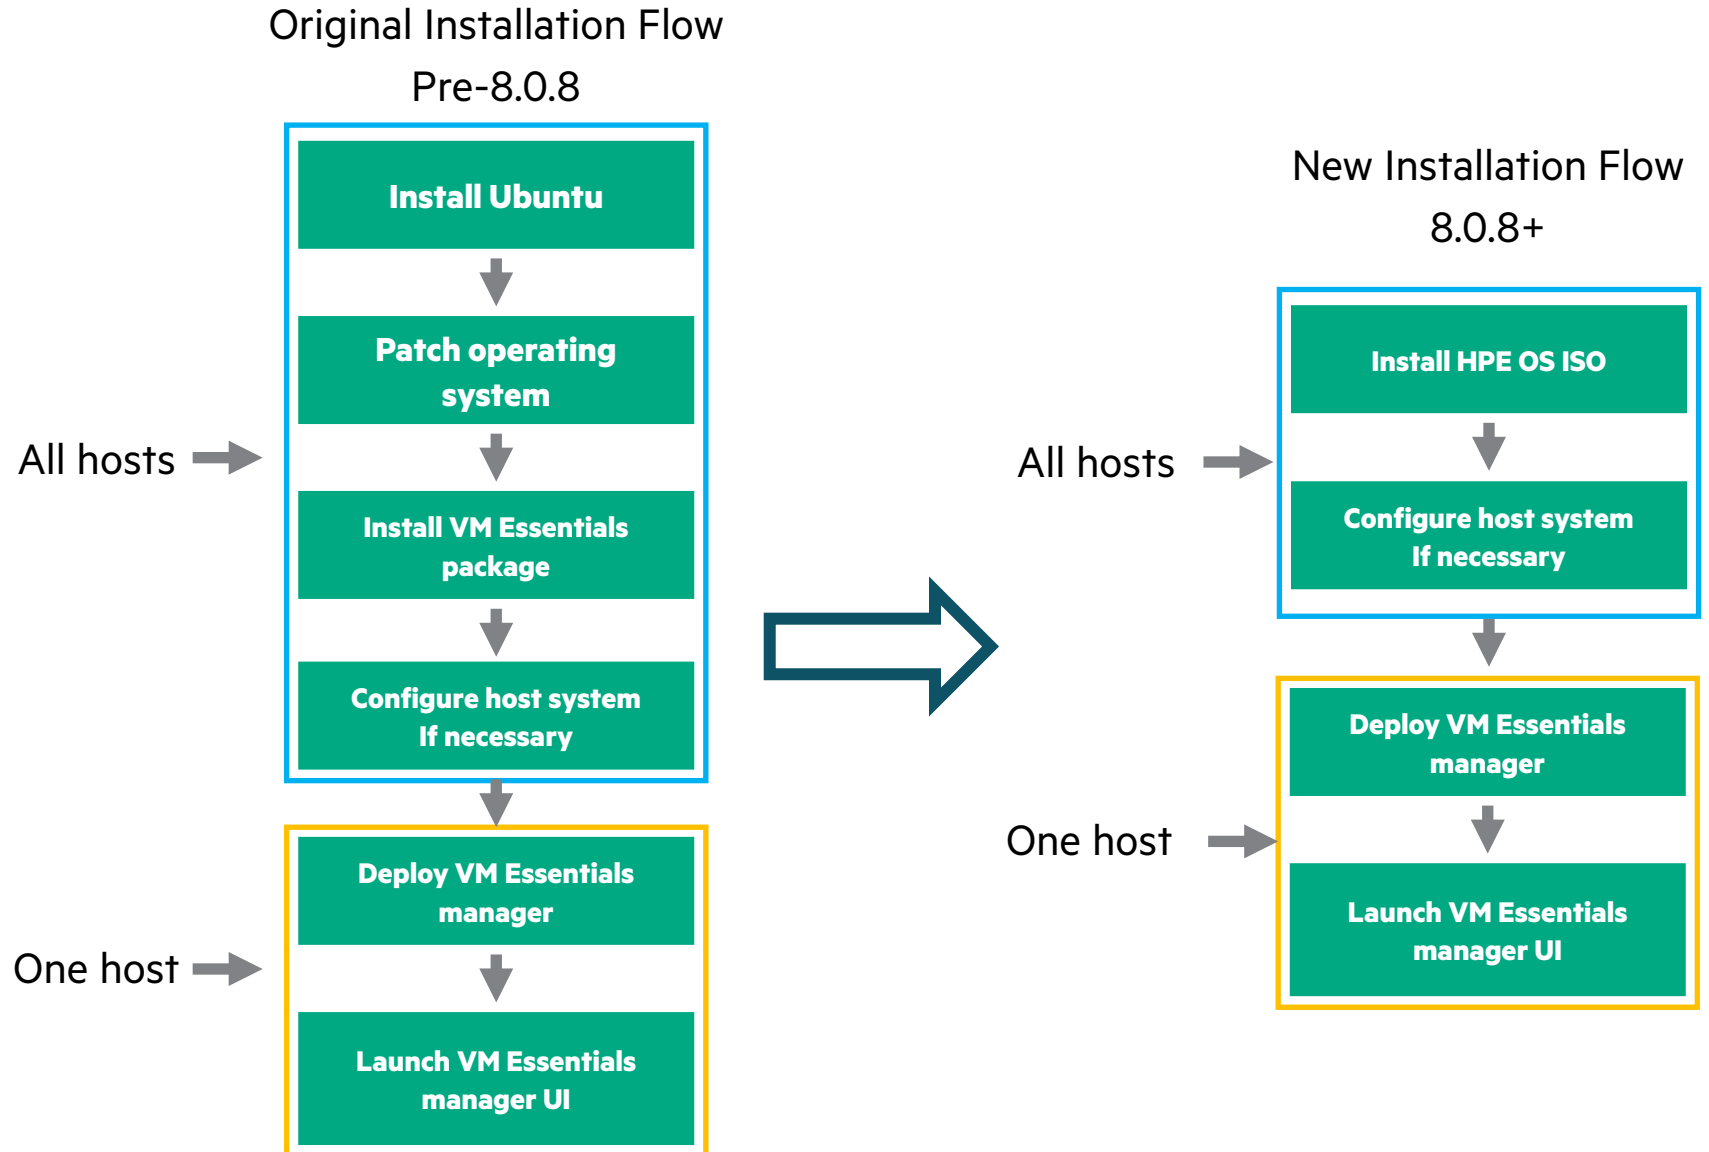 Original Installation Flow
Pre-8.0.8
Install Ubuntu
Patch operating
system
All hosts
Install VM Essentials
package
Configure host system
If necessary
Deploy VM Essentials
manager
One host
Launch VM Essentials
manager UI
New Installation Flow
8.0.8+
Install HPE OS ISO
All hosts
Configure host system
If necessary
Deploy VM Essentials
manager
One host
Launch VM Essentials
manager UI